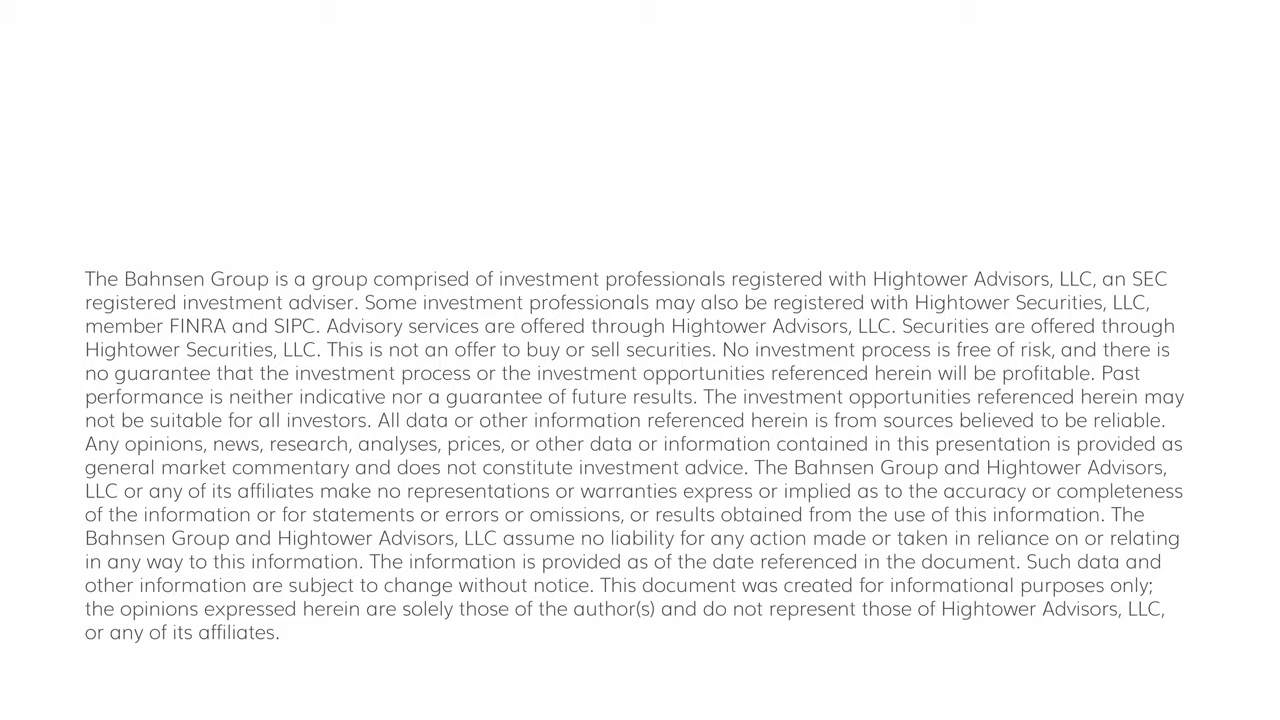 The Bahnsen Group is a group comprised of investment professionals registered with Hightower Advisors, LLC, an SEC
registered investment adviser. Some investment professionals may also be registered with Hightower Securities, LLC,
member FINRA and SIPC. Advisory services are offered through Hightower Advisors, LLC. Securities are offered through
Hightower Securities, LLC. This is not an offer to buy or sell securities. No investment process is free of risk, and there is
no guarantee that the investment process or the investment opportunities referenced herein will be profitable. Past
performance is neither indicative nor a guarantee of future results. The investment opportunities referenced herein may
not be suitable for all investors. All data or other information referenced herein is from sources believed to be reliable.
Any opinions, news, research, analyses, prices, or other data or information contained in this presentation is provided as
general market commentary and does not constitute investment advice. The Bahnsen Group and Hightower Advisors,
LLC or any of its affiliates make no representations or warranties express or implied as to the accuracy or completeness
of the information or for statements or errors or omissions, or results obtained from the use of this information. The
Bahnsen Group and Hightower Advisors, LLC assume no liability for any action made or taken in reliance on or relating
in any way to this information. The information is provided as of the date referenced in the document. Such data and
other information are subject to change without notice. This document was created for informational purposes only;
the opinions expressed herein are solely those of the author(s) and do not represent those of Hightower Advisors, LLC,
or any of its affiliates.